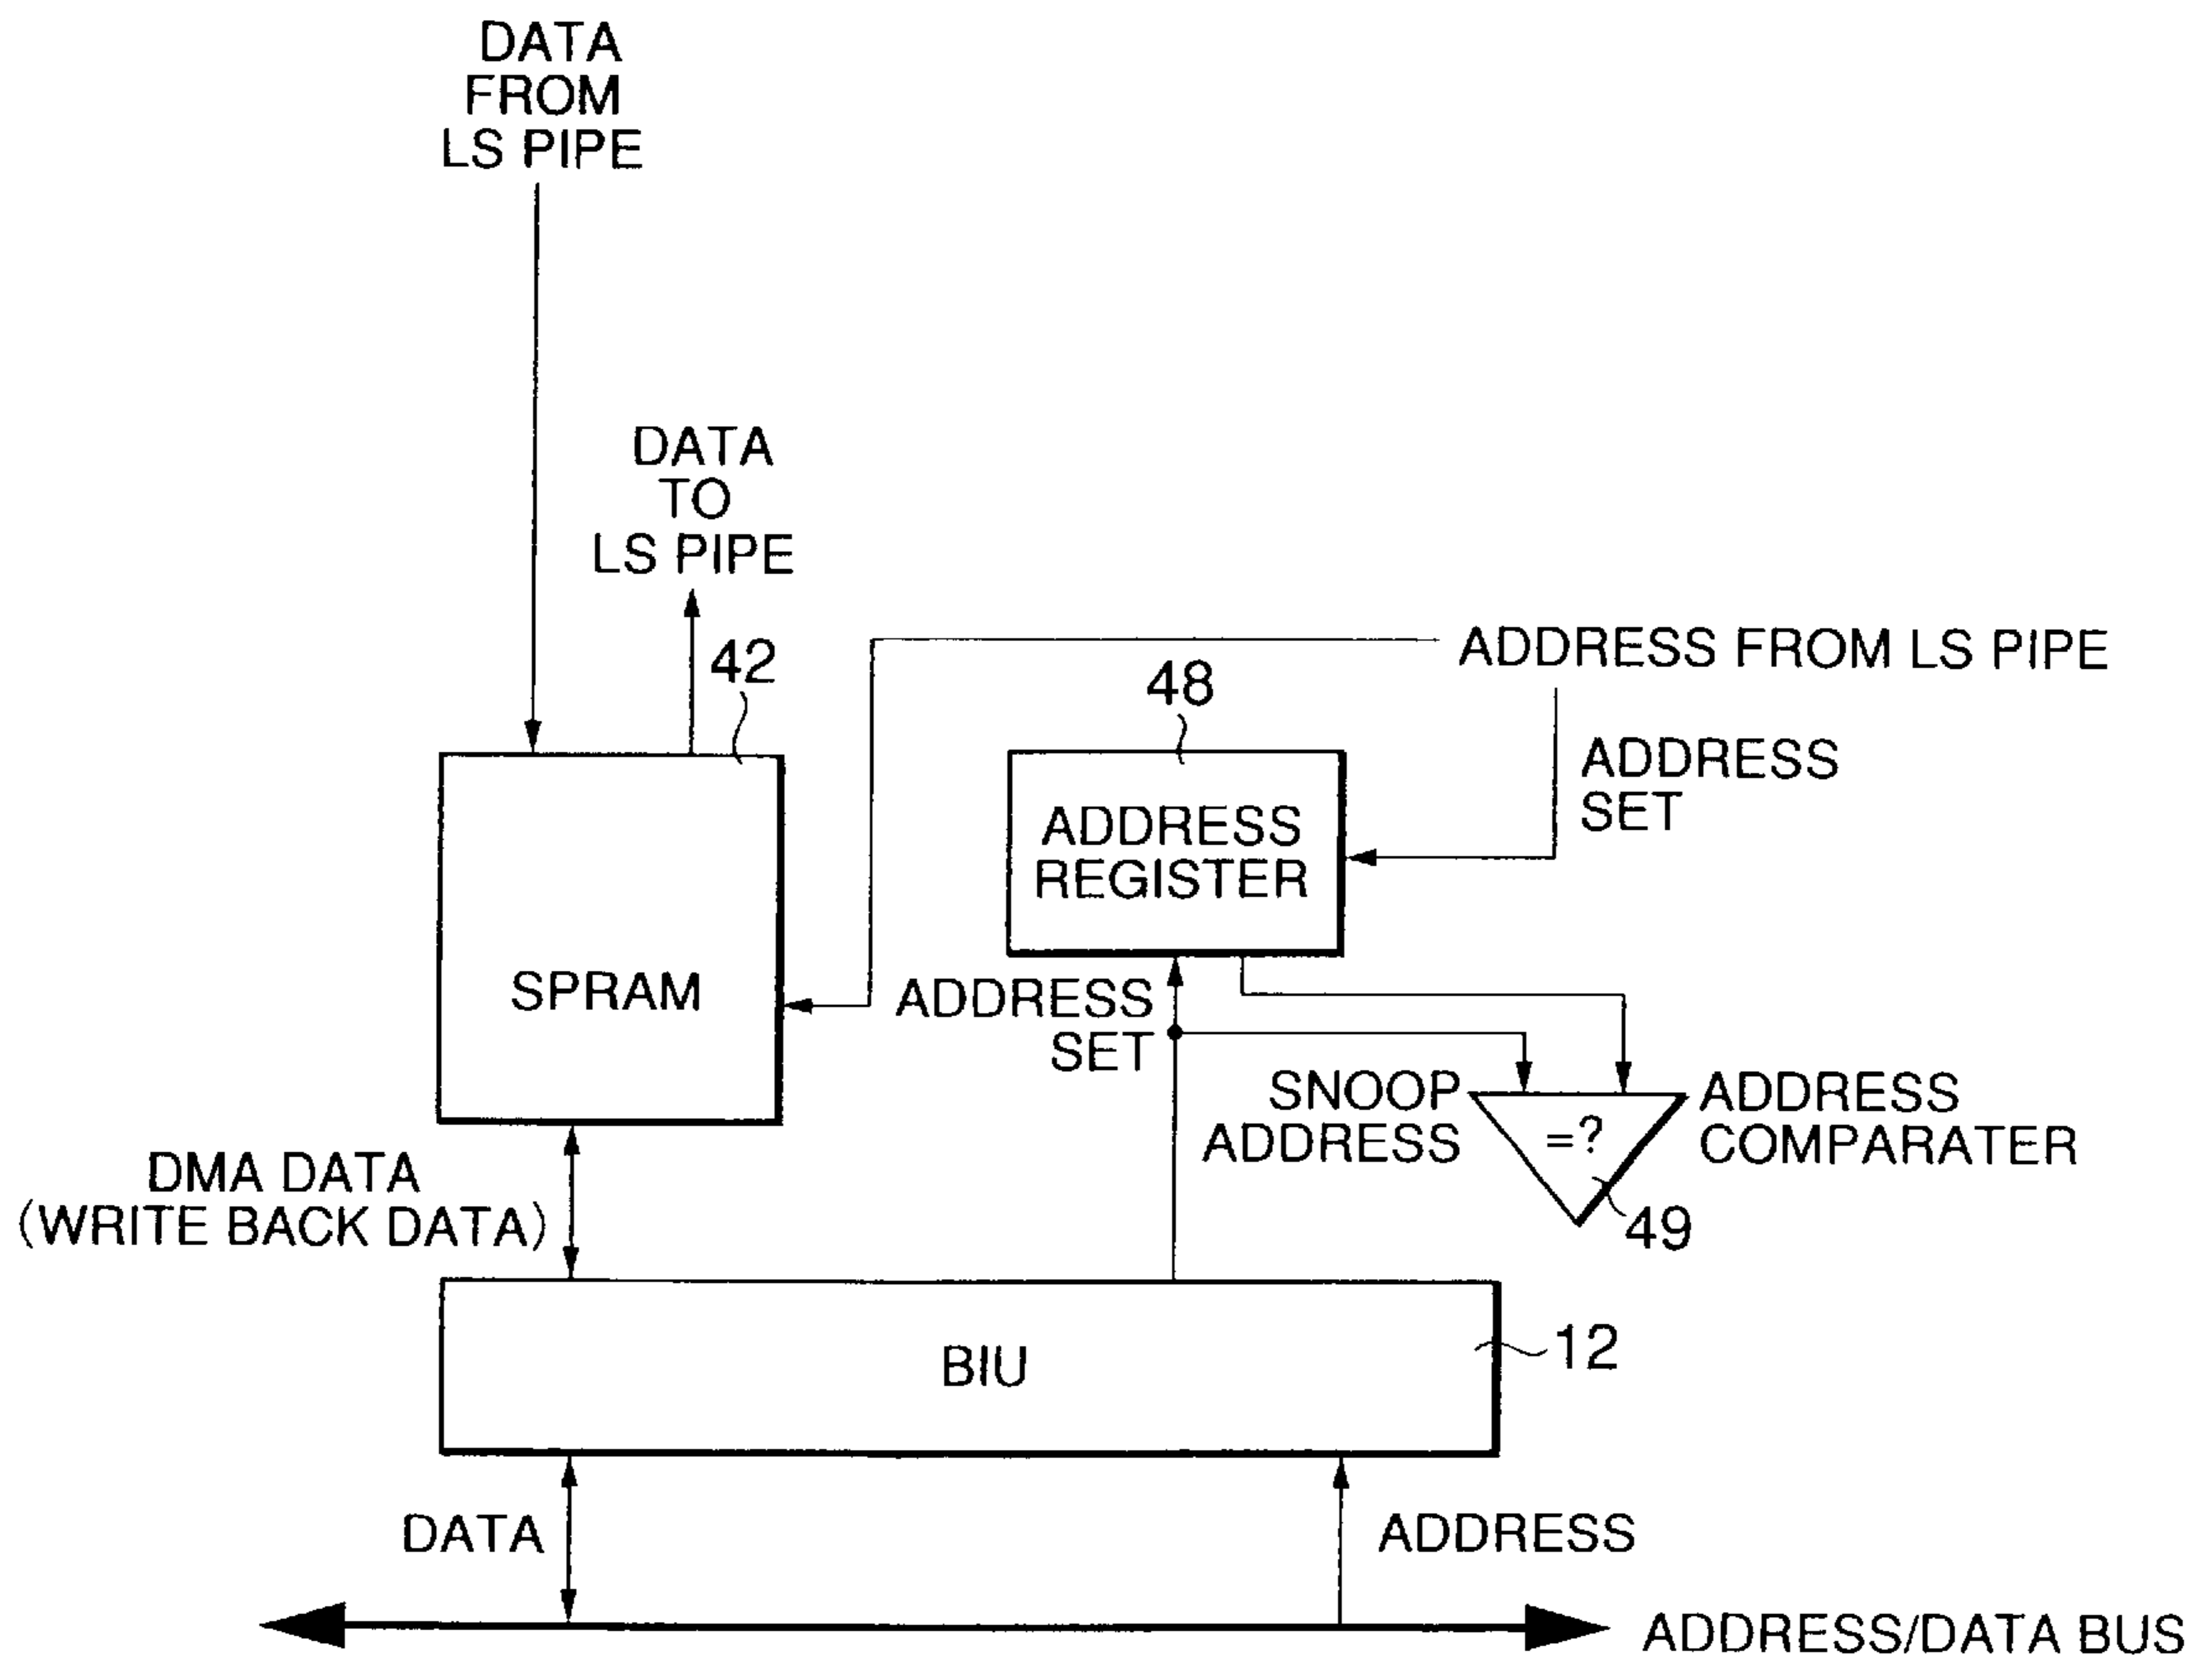 DATA
FROM
LS PIPE
DATA
TO
LS PIPE
42
48
ADDRESS FROM LS PIPE
ADDRESS
SET
ADDRESS
REGISTER
SPRAM
ADDRESS
SET
SNOOP
ADDRESS
=?
ADDRESS
COMPARATER
49
DMA DATA
(WRITE BACK DATA)
BIU
12
DATA
ADDRESS
ADDRESS/DATA BUS